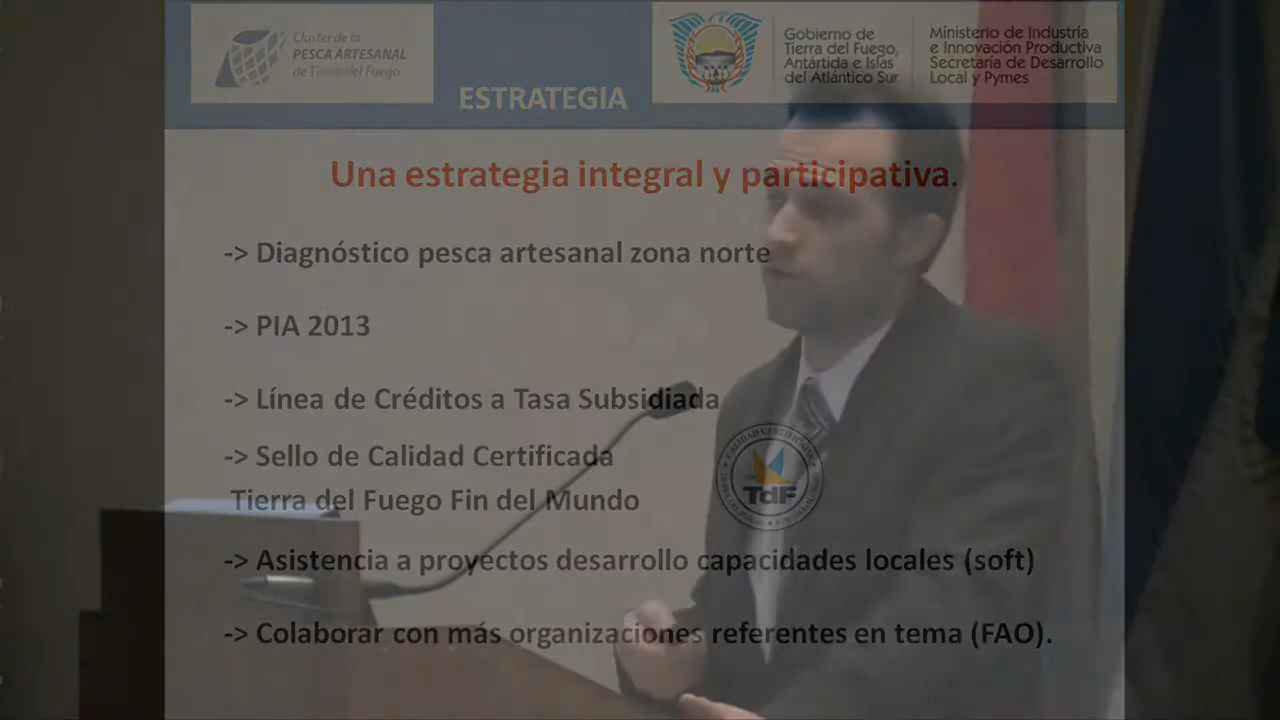 Cluster de la
PESCA ARTESANAL
de Tierra del Fuego
Gobierno de
Tierra del Fuego,
Antártida e Islas
del Atlántico Sur
Ministerio de Industria
e Innovación Productiva
Secretaría de Desarrollo
Local y Pymes
ESTRATEGIA
Una estrategia integral y participativa.
-> Diagnóstico pesca artesanal zona norte
-> PIA 2013
-> Línea de Créditos a Tasa Subsidiada
-> Sello de Calidad Certificada
Tierra del Fuego Fin del Mundo
CALIDAD CERTIFICADA
TdF
-> Asistencia a proyectos desarrollo capacidades locales (soft)
-> Colaborar con más organizaciones referentes en tema (FAO).